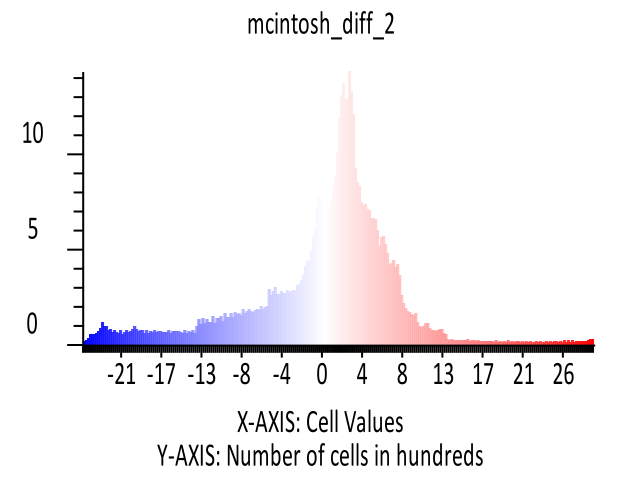 mcintosh_diff_2
10
5
0
-21 -17 -13 -8 -4 0 4 8 13 17 21 26
X-AXIS: Cell Values
Y-AXIS: Number of cells in hundreds